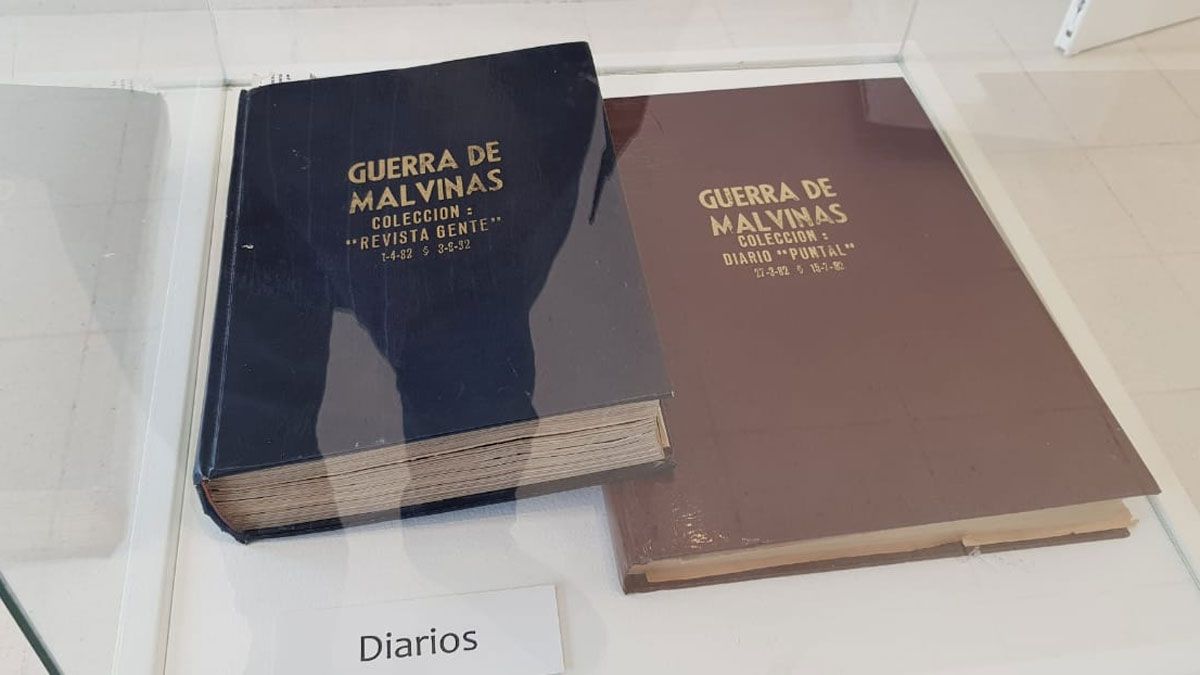 GUERRA DE
MALVINAS
COLECCION :
"REVISTA GENTE"
GUERRA DE
MALVINAS
COLECCION :
DIARIO "PUNTAL"
Diarios